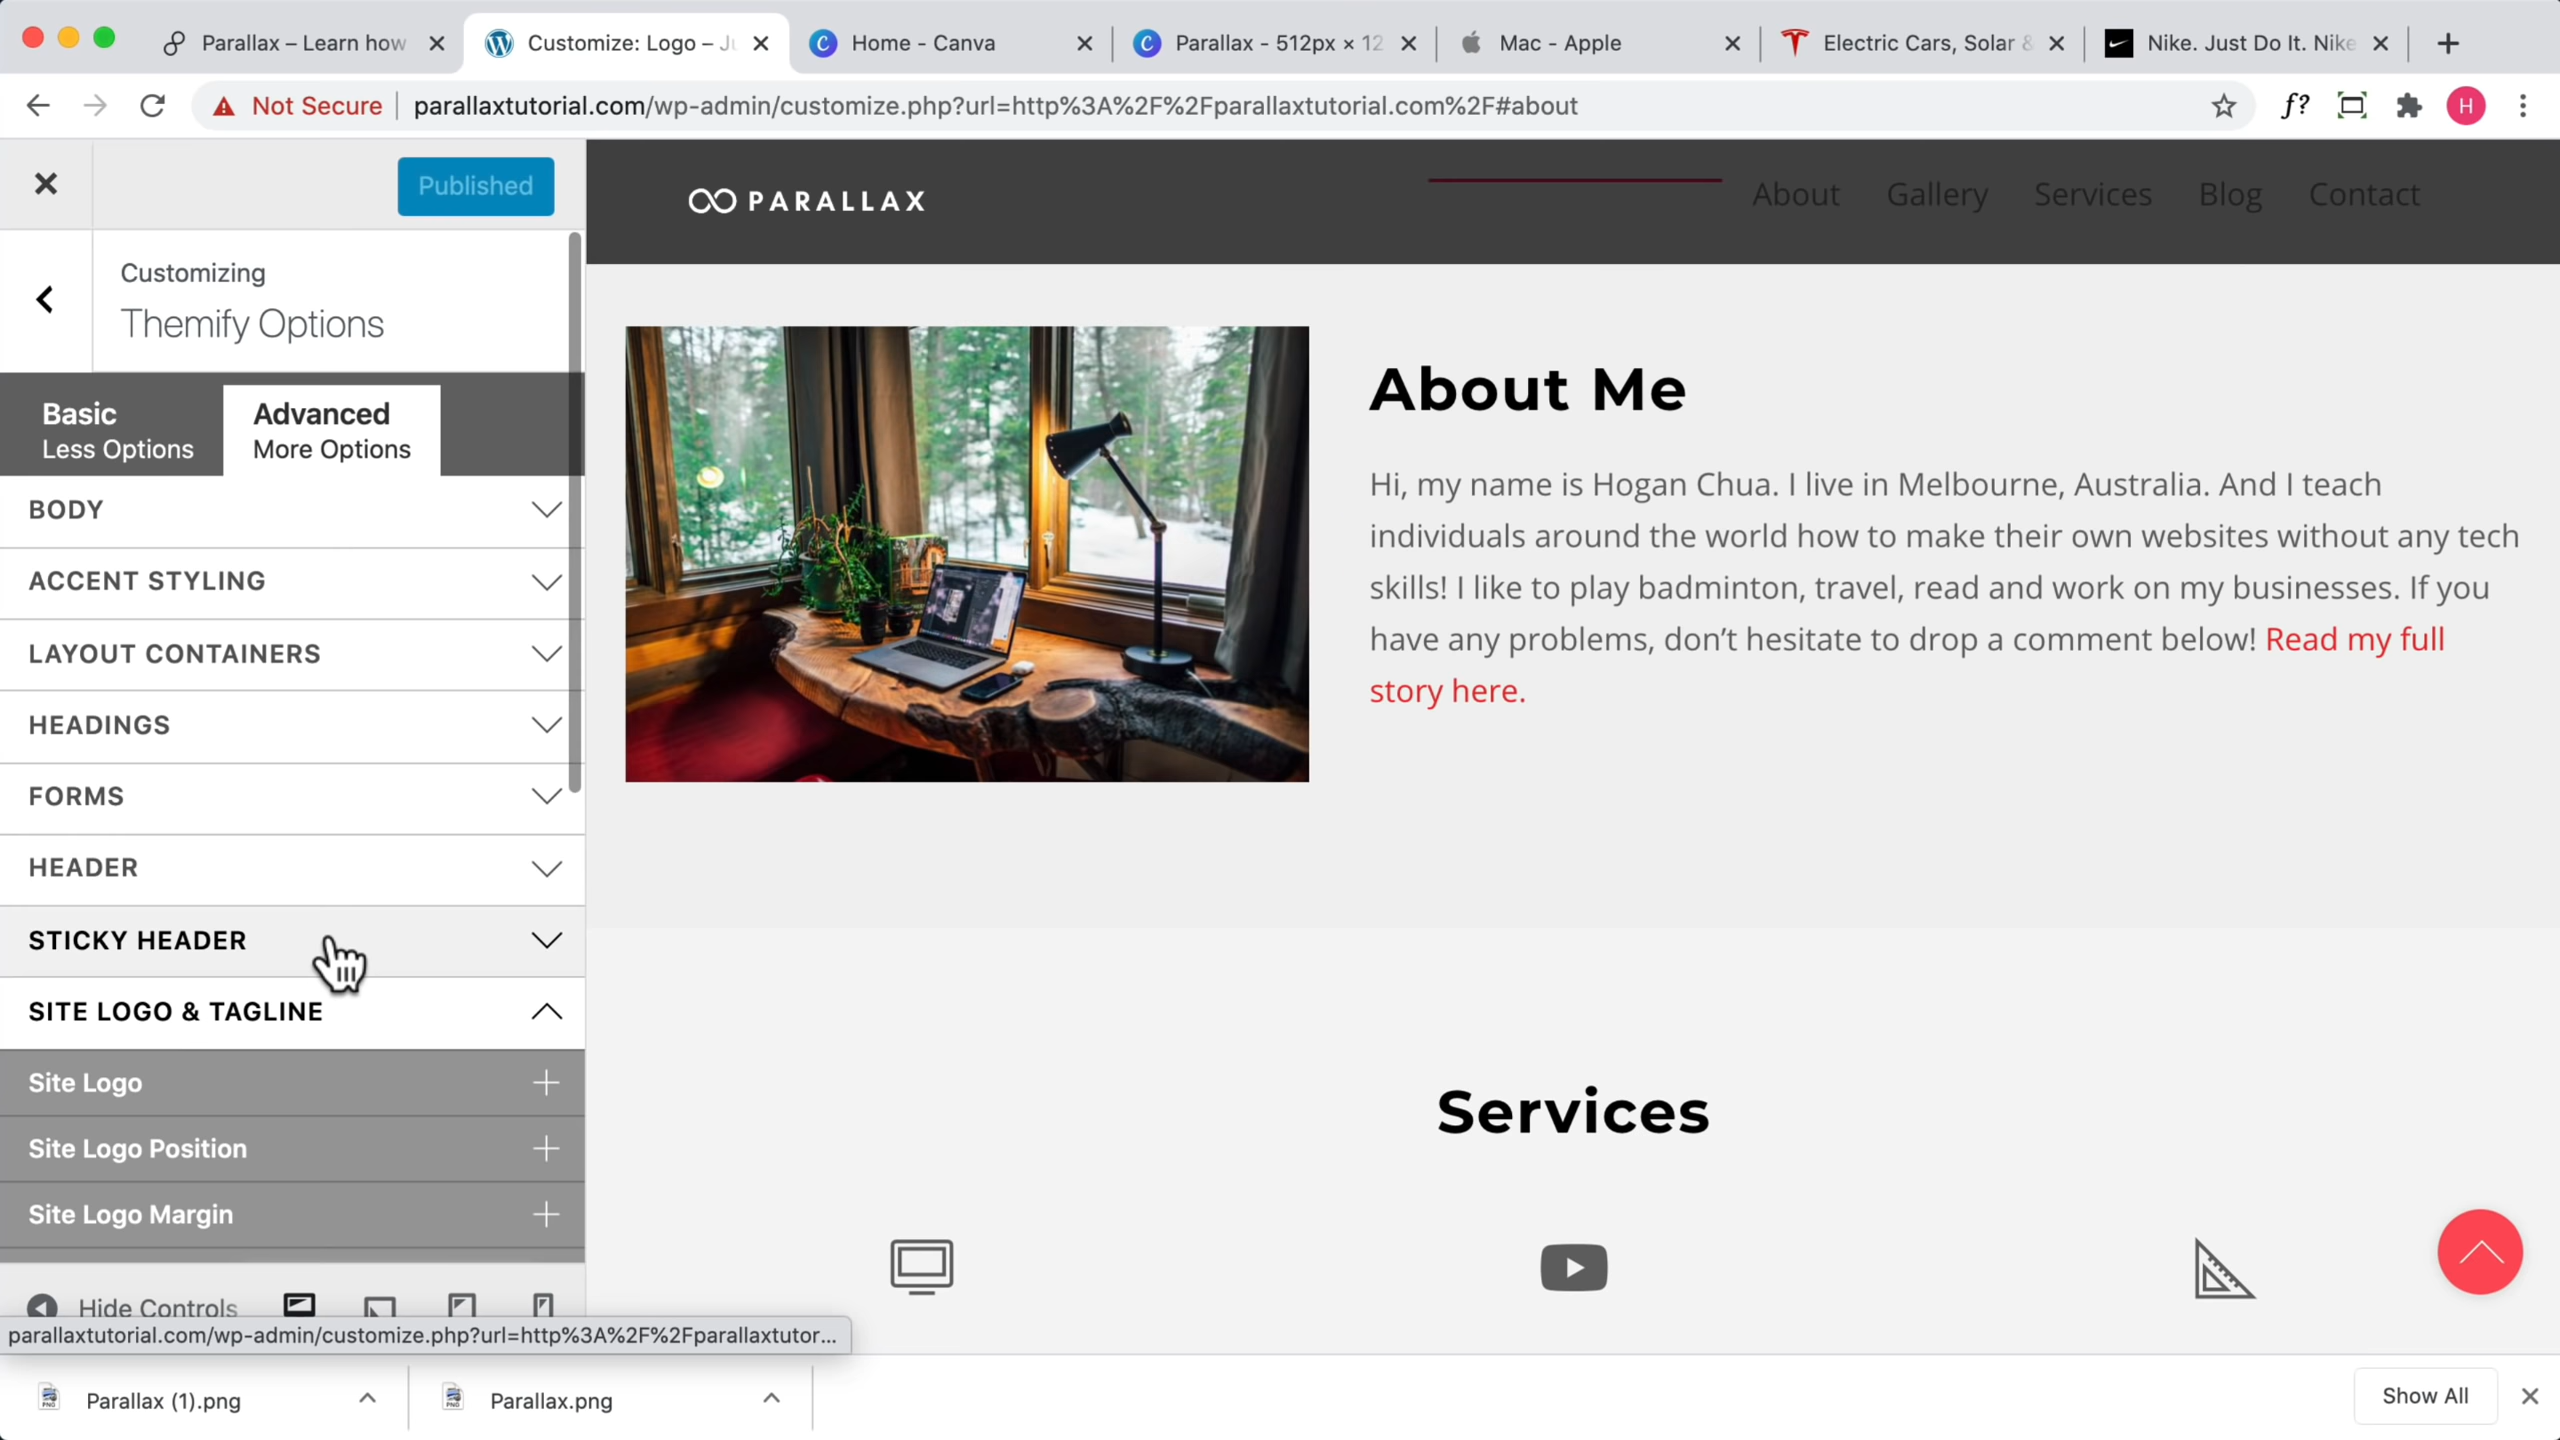 Parallax – Learn how
Customize: Logo – Ju
Home - Canva
Parallax - 512px × 12
Mac - Apple
Electric Cars, Solar &
Nike. Just Do It. Nike
Not Secure
parallaxtutorial.com/wp-admin/customize.php?url=http%3A%2F%2Fparallaxtutorial.com%2F#about
f?
H
Published
Customizing
Themify Options
Basic
Less Options
Advanced
More Options
BODY
ACCENT STYLING
LAYOUT CONTAINERS
HEADINGS
FORMS
HEADER
STICKY HEADER
SITE LOGO & TAGLINE
Site Logo
Site Logo Position
Site Logo Margin
Hide Controls
parallaxtutorial.com/wp-admin/customize.php?url=http%3A%2F%2Fparallaxtutor...
PARALLAX
About
Gallery
Services
Blog
Contact
About Me
Hi, my name is Hogan Chua. I live in Melbourne, Australia. And I teach
individuals around the world how to make their own websites without any tech
skills! I like to play badminton, travel, read and work on my businesses. If you
have any problems, don't hesitate to drop a comment below! Read my full
story here.
Services
Parallax (1).png
Parallax.png
Show All